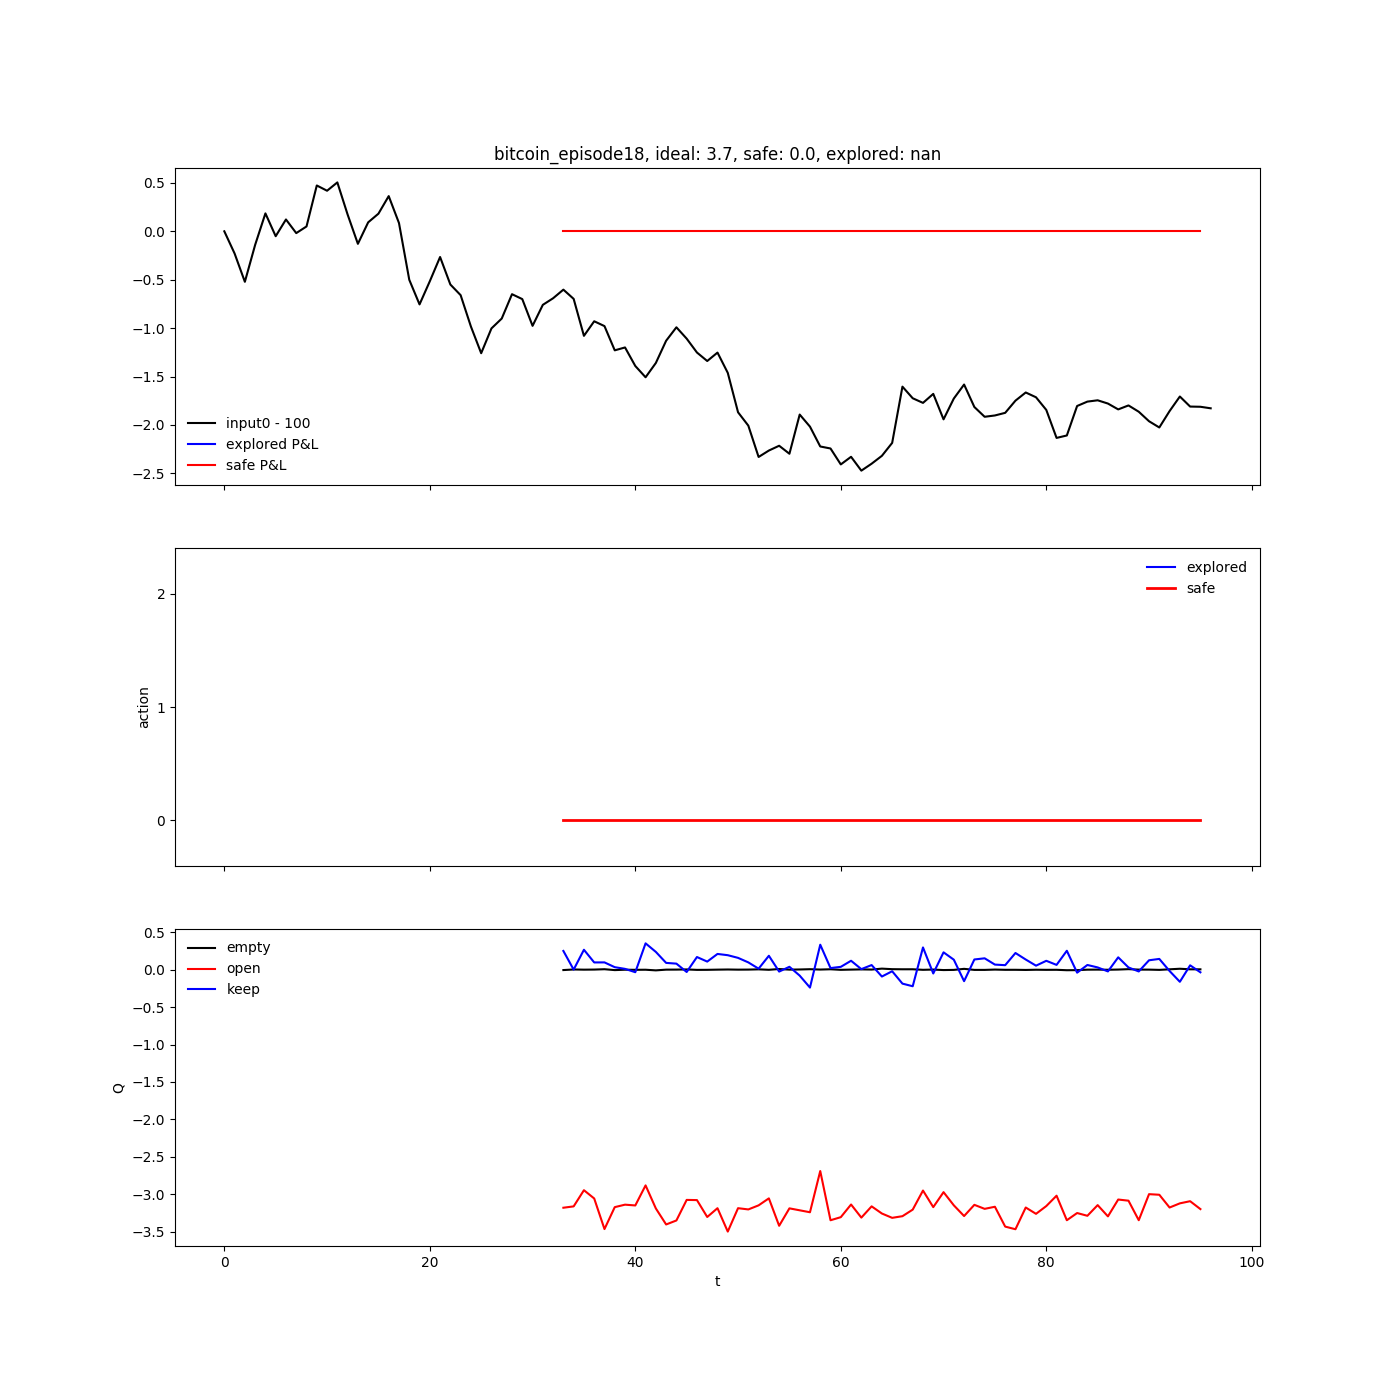 bitcoin_episode18, ideal: 3.7, safe: 0.0, explored: nan
0.5
0.0
−0.5
−1.0
−1.5
−2.0
−2.5
input0 - 100
explored P&L
safe P&L
explored
safe
2
1
0
action
empty
open
keep
0.5
0.0
−0.5
−1.0
−1.5
−2.0
−2.5
−3.0
−3.5
Q
0 20 40 60 80 100
t